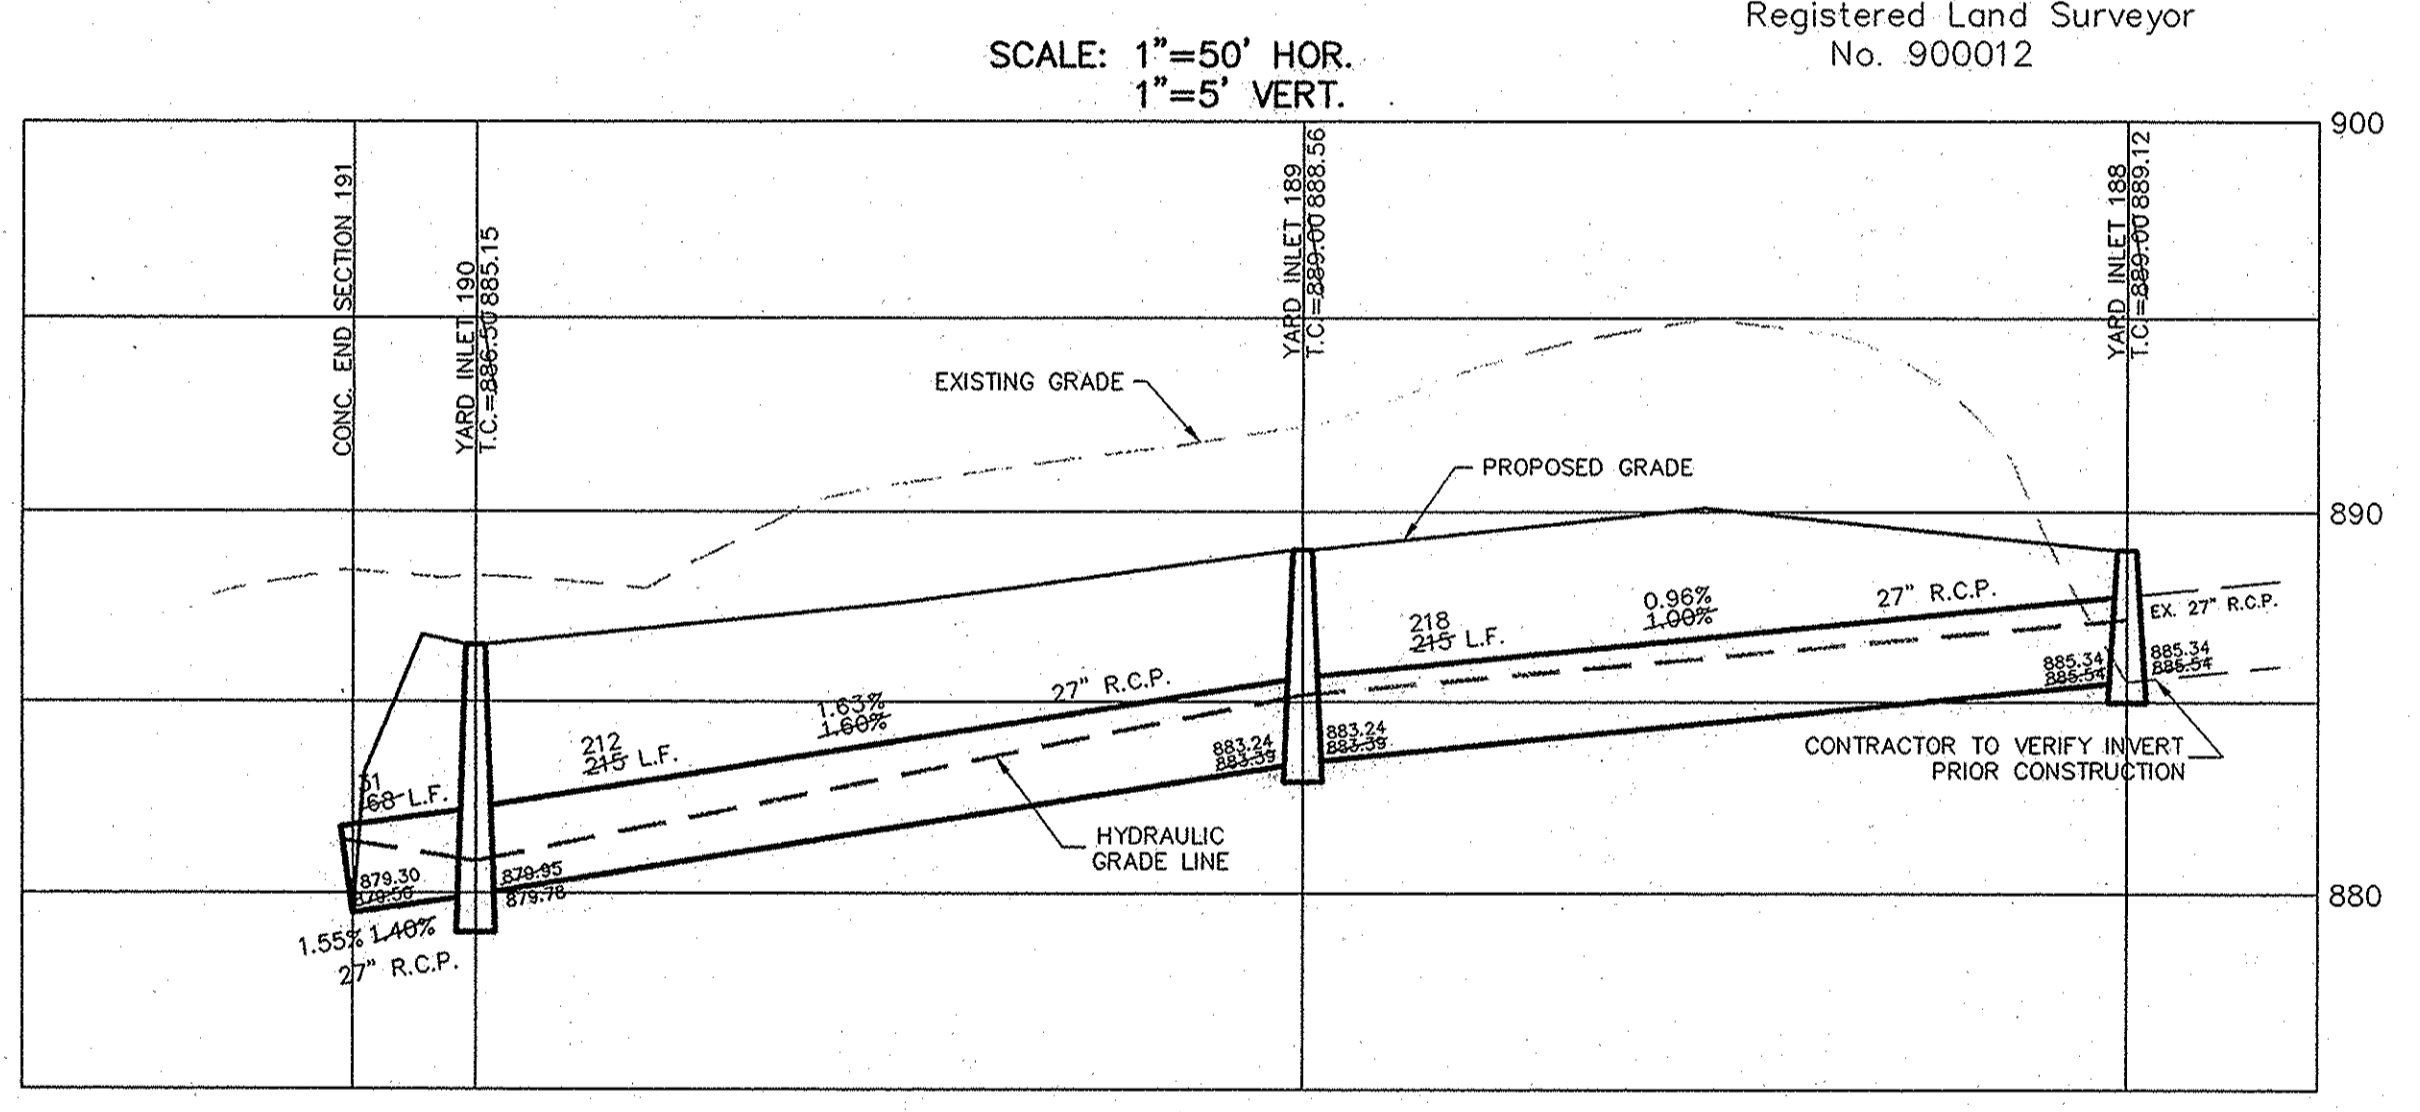 Registered Land Surveyor
No. 900012
SCALE: 1"=50' HOR.
1"=5' VERT.
900
890
880
CONC. END SECTION 191
YARD INLET 190
T.C.=886.50 885.15
YARD INLET 189
T.C.=889.00 888.56
YARD INLET 188
T.C.=889.00 889.12
EXISTING GRADE
PROPOSED GRADE
218
215 L.F.
0.96%
1.00%
27" R.C.P.
EX. 27" R.C.P.
885.34
885.54
885.34
885.54
CONTRACTOR TO VERIFY INVERT
PRIOR CONSTRUCTION
212
215 L.F.
1.63%
1.60%
27" R.C.P.
883.24
883.39
883.24
883.39
HYDRAULIC
GRADE LINE
31
68 L.F.
879.30
879.50
879.95
879.78
1.55% 1.40%
27" R.C.P.